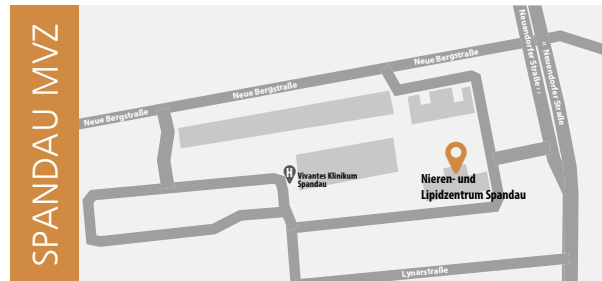 SPANDAU MVZ
Neue Bergstraße
Neue Bergstraße
Neue Bergstraße
Neuendorfer
Straße
Neuendorfer Straße
H
Vivantes Klinikum
Spandau
Nieren- und
Lipidzentrum Spandau
Lynarstraße